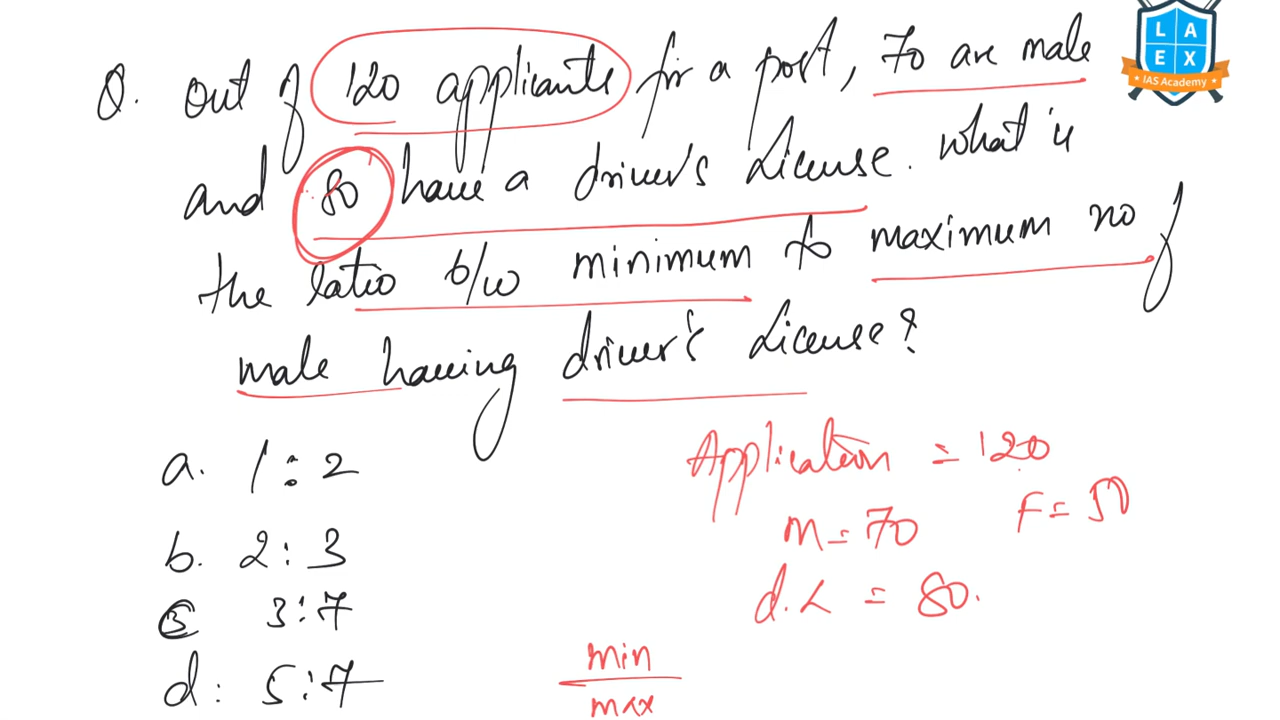 Q. out of 120 applicants for a post, 70 are male
and 80 have a driver's License. What is
the ratio b/w minimum to maximum no of
male having driver's License?
a. 1:2
b. 2:3
c 3:7
d: 5:7
Application = 120
M = 70 F = 50
d.L = 80.
min
max
LA
EX
IAS Academy